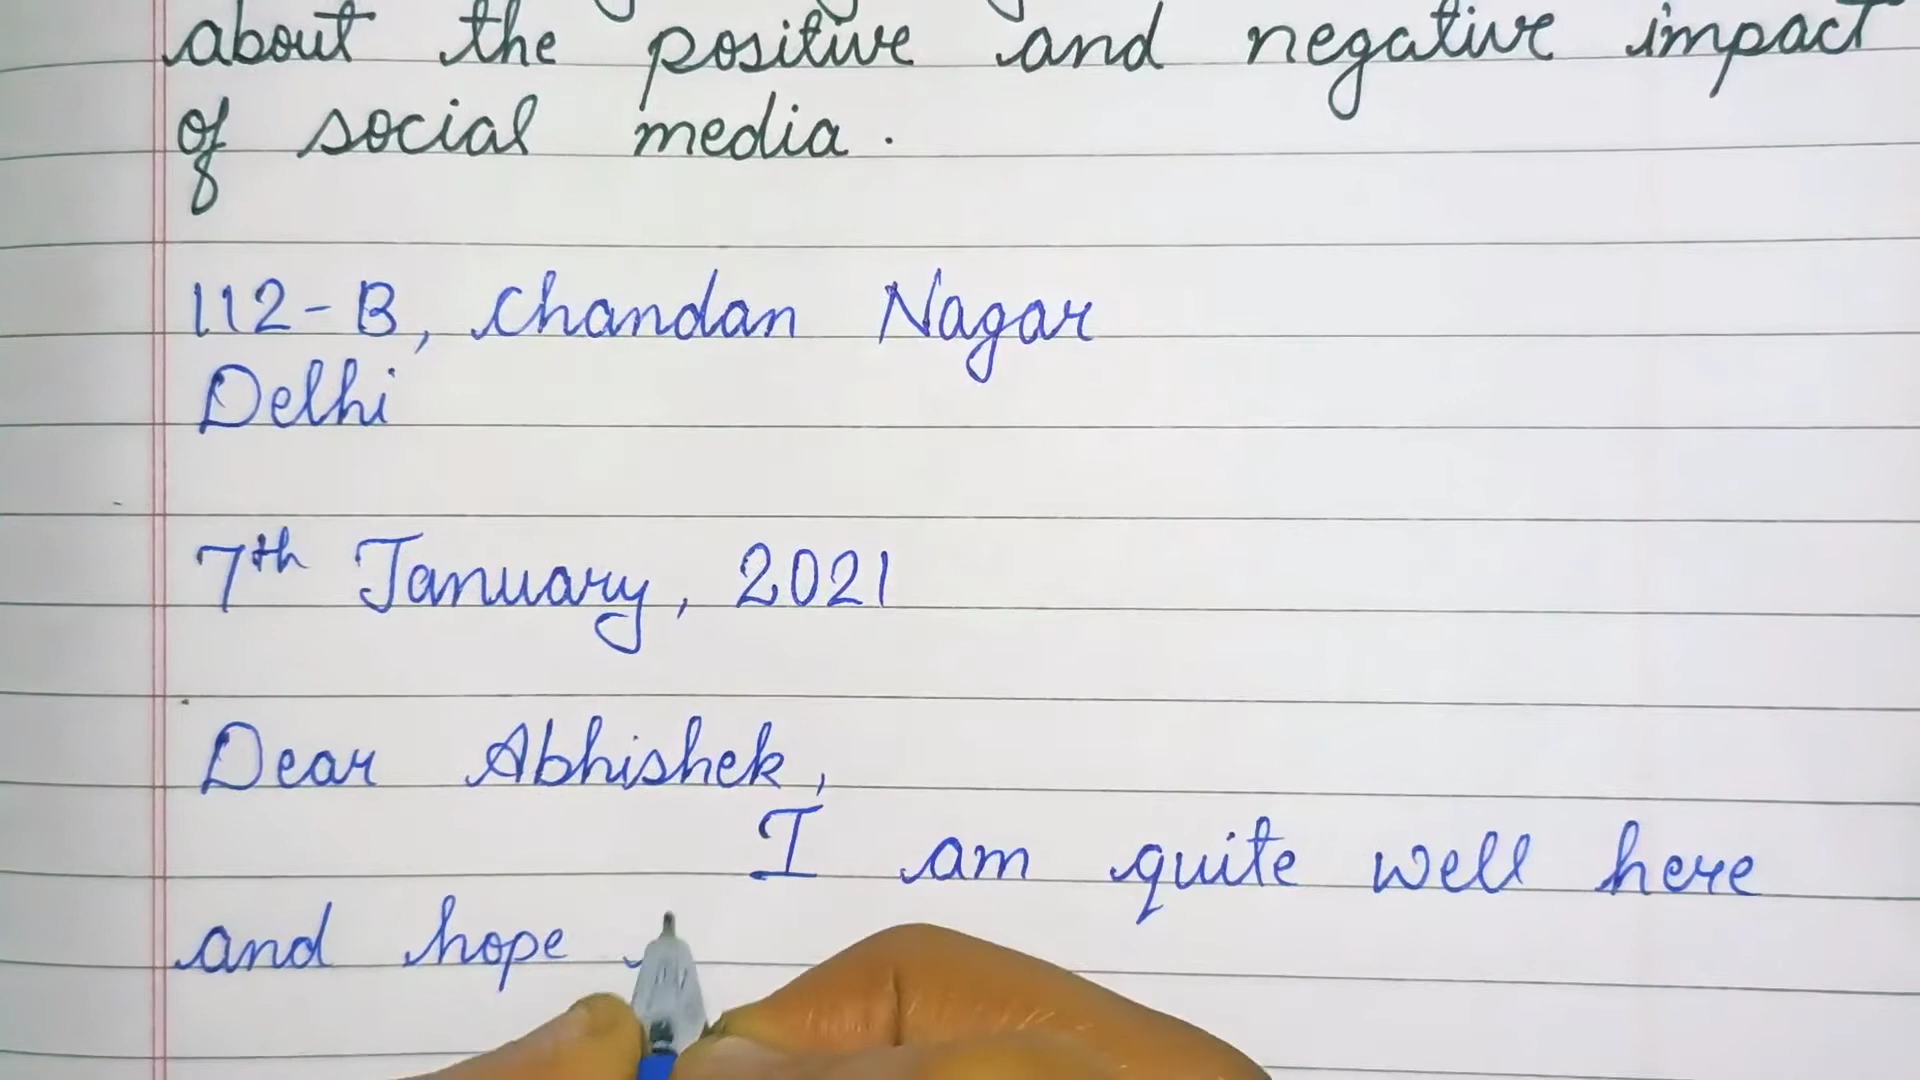 about the positive and negative impact
of social media.
112-B, Chandan Nagar
Delhi
7th January, 2021
Dear Abhishek,
I am quite well here
and hope